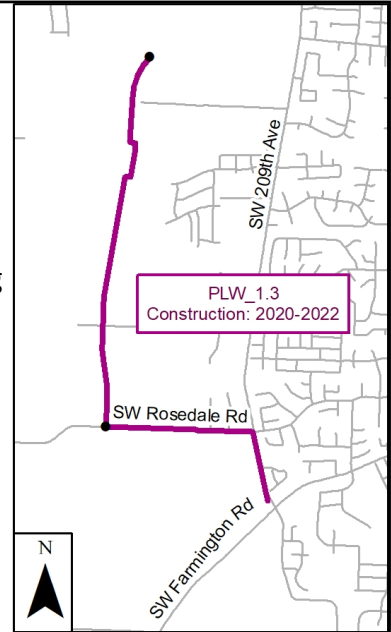 SW 209th Ave
g
PLW_1.3
Construction: 2020-2022
SW Rosedale Rd
SW Farmington Rd
N